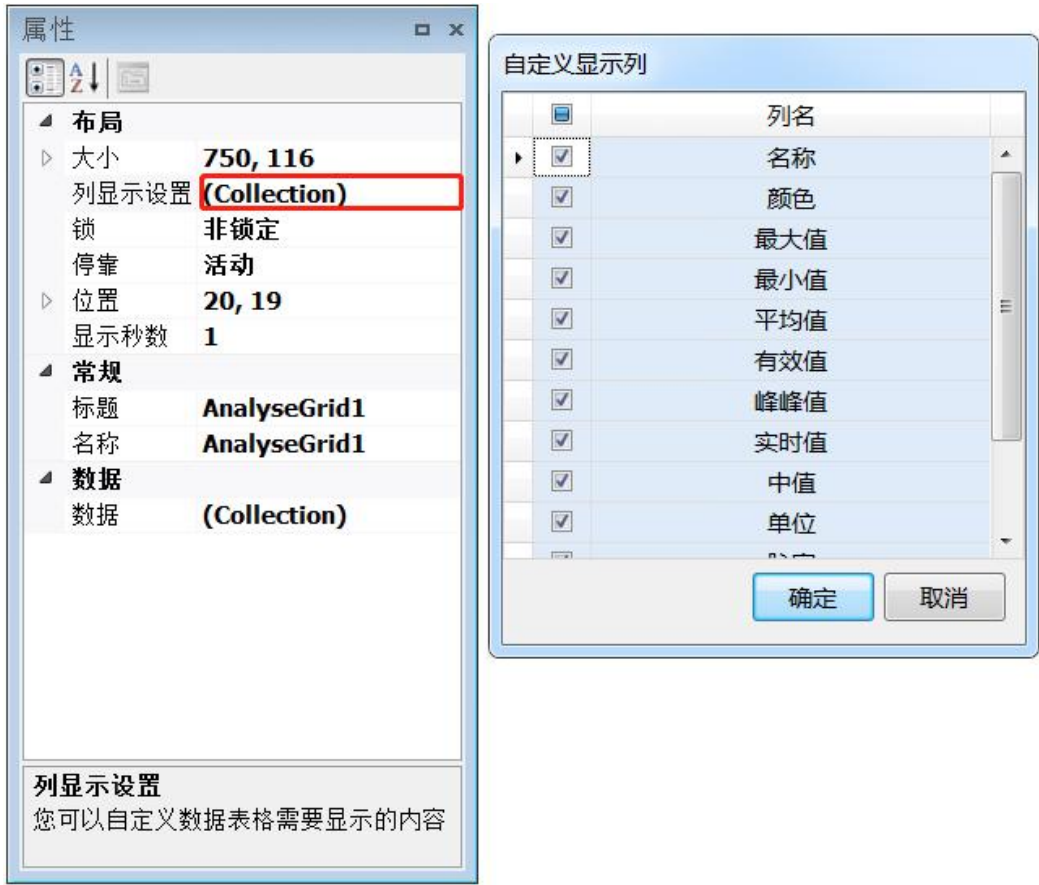 属性
布局
大小 750, 116
列显示设置 (Collection)
锁 非锁定
停靠 活动
位置 20, 19
显示秒数 1
常规
标题 AnalyseGrid1
名称 AnalyseGrid1
数据
数据 (Collection)
列显示设置
您可以自定义数据表格需要显示的内容
自定义显示列
列名
名称
颜色
最大值
最小值
平均值
有效值
峰峰值
实时值
中值
单位
确定 取消